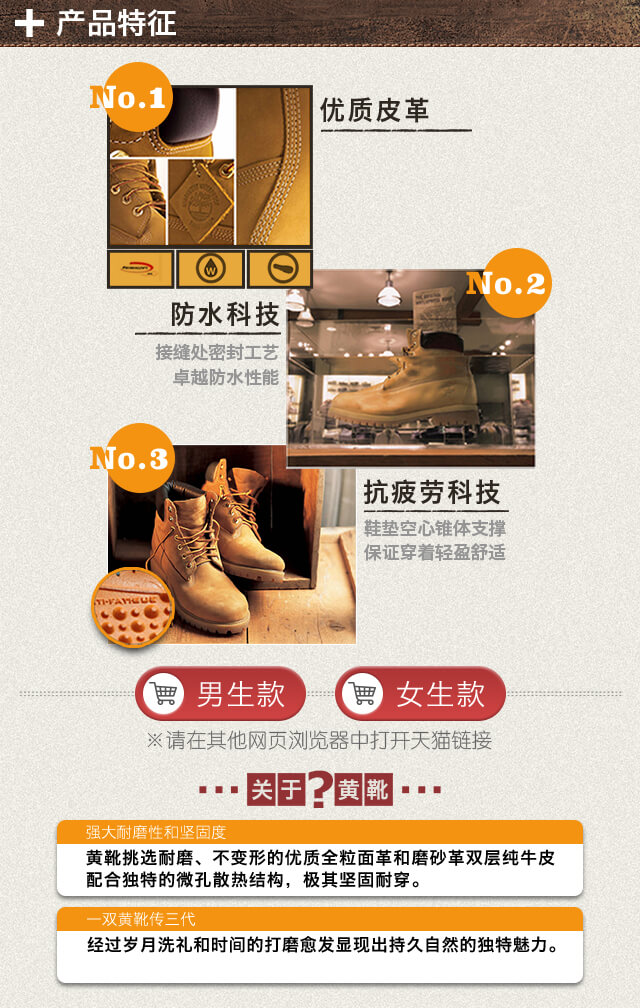 产品特征
No.1
优质皮革
No.2
防水科技
接缝处密封工艺
卓越防水性能
No.3
抗疲劳科技
鞋垫空心锥体支撑
保证穿着轻盈舒适
TI-FATIGUE
男生款
女生款
※请在其他网页浏览器中打开天猫链接
关于?黄靴
强大耐磨性和坚固度
黄靴挑选耐磨、不变形的优质全粒面革和磨砂革双层纯牛皮
配合独特的微孔散热结构，极其坚固耐穿。
一双黄靴传三代
经过岁月洗礼和时间的打磨愈发显现出持久自然的独特魅力。